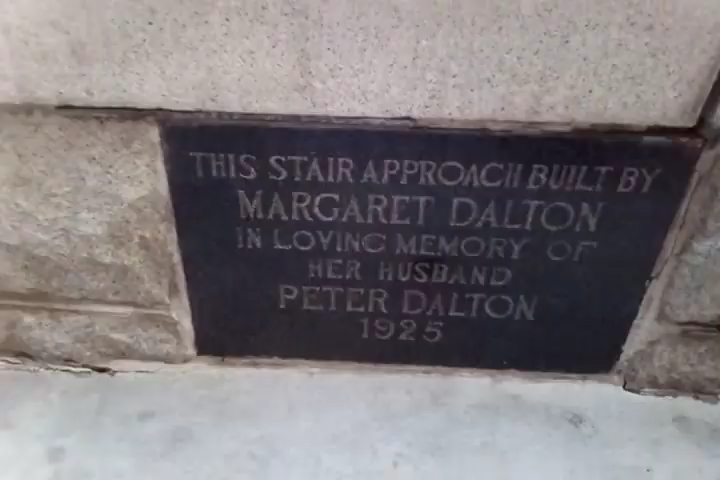 THIS STAIR APPROACH BUILT BY
MARGARET DALTON
IN LOVING MEMORY OF
HER HUSBAND
PETER DALTON
1925